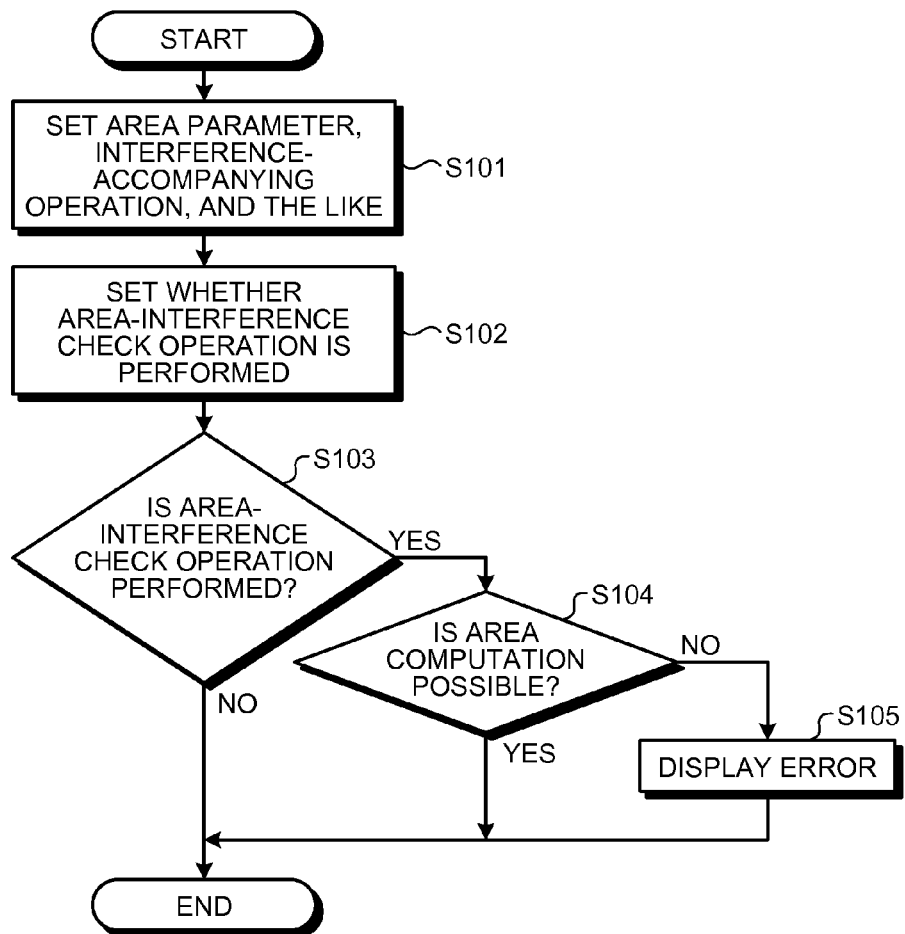 START
SET AREA PARAMETER,
INTERFERENCE-
ACCOMPANYING
OPERATION, AND THE LIKE
S101
SET WHETHER
AREA-INTERFERENCE
CHECK OPERATION IS
PERFORMED
S102
S103
IS AREA-
INTERFERENCE
CHECK OPERATION
PERFORMED?
YES
NO
S104
IS AREA
COMPUTATION
POSSIBLE?
NO
YES
S105
DISPLAY ERROR
END